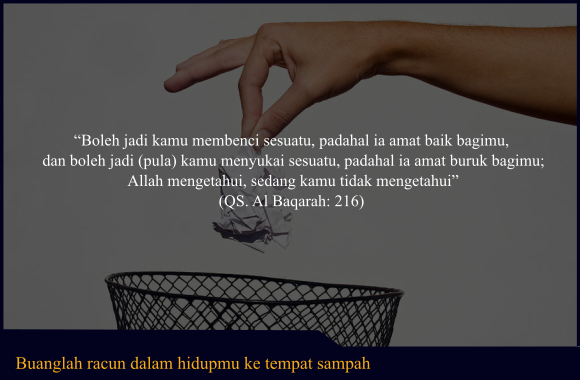 “Boleh jadi kamu membenci sesuatu, padahal ia amat baik bagimu,
dan boleh jadi (pula) kamu menyukai sesuatu, padahal ia amat buruk bagimu;
Allah mengetahui, sedang kamu tidak mengetahui”
(QS. Al Baqarah: 216)
Buanglah racun dalam hidupmu ke tempat sampah